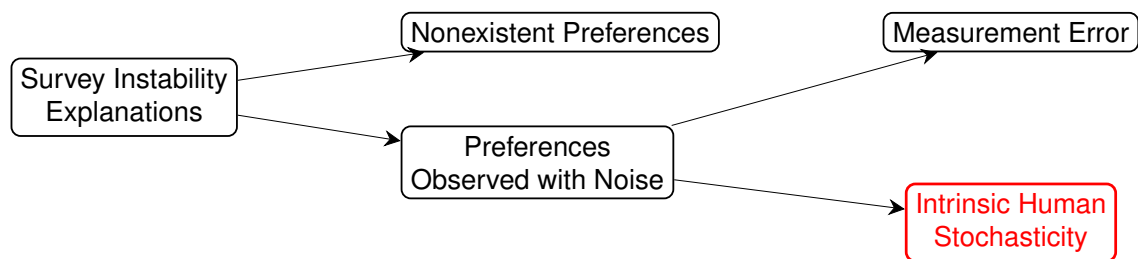 Nonexistent Preferences
Measurement Error
Survey Instability
Explanations
Preferences
Observed with Noise
Intrinsic Human
Stochasticity